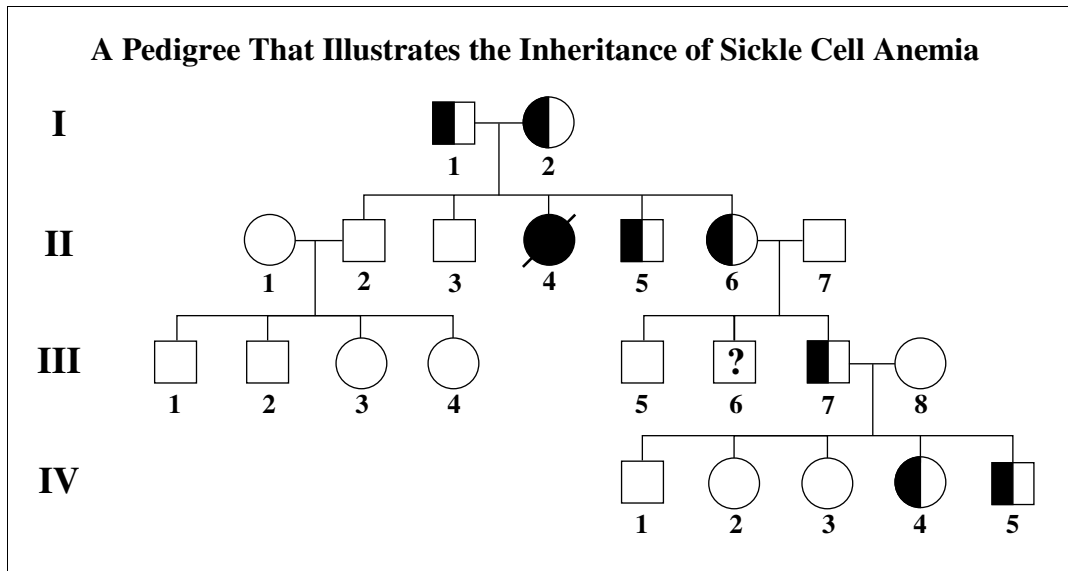 A Pedigree That Illustrates the Inheritance of Sickle Cell Anemia
I
1 2
II
1 2 3 4 5 6 7
III
?
1 2 3 4 5 6 7 8
IV
1 2 3 4 5